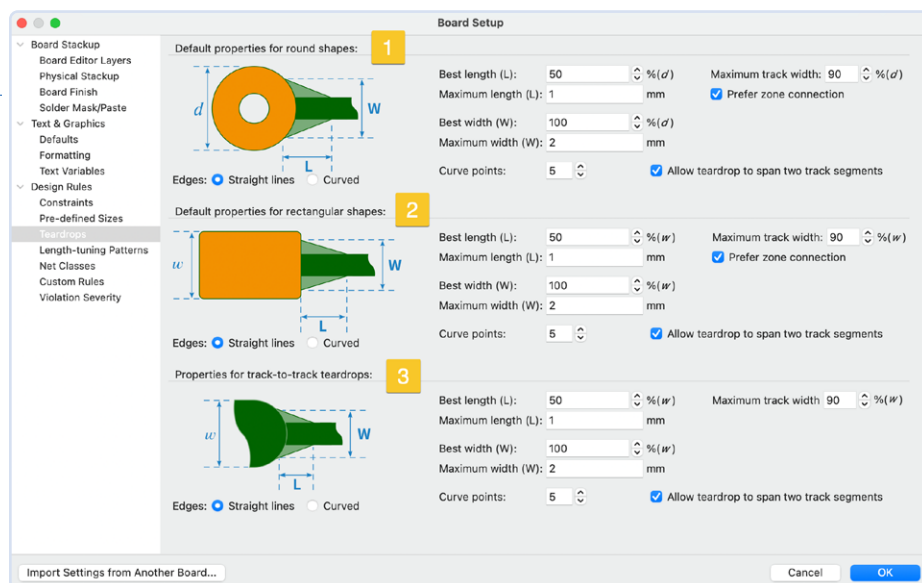 Board Setup
Board Stackup
Board Editor Layers
Physical Stackup
Board Finish
Solder Mask/Paste
Text & Graphics
Defaults
Formatting
Text Variables
Design Rules
Constraints
Pre-defined Sizes
Teardrops
Length-tuning Patterns
Net Classes
Custom Rules
Violation Severity
Default properties for round shapes: 1
d W L
Edges: Straight lines Curved
Best length (L): 50 %(d) Maximum track width: 90 %(d)
Maximum length (L): 1 mm Prefer zone connection
Best width (W): 100 %(d)
Maximum width (W): 2 mm
Curve points: 5 Allow teardrop to span two track segments
Default properties for rectangular shapes: 2
w W L
Edges: Straight lines Curved
Best length (L): 50 %(w) Maximum track width: 90 %(w)
Maximum length (L): 1 mm Prefer zone connection
Best width (W): 100 %(w)
Maximum width (W): 2 mm
Curve points: 5 Allow teardrop to span two track segments
Properties for track-to-track teardrops: 3
w W L
Edges: Straight lines Curved
Best length (L): 50 %(w) Maximum track width 90 %(w)
Maximum length (L): 1 mm
Best width (W): 100 %(w)
Maximum width (W): 2 mm
Curve points: 5 Allow teardrop to span two track segments
Import Settings from Another Board... Cancel OK